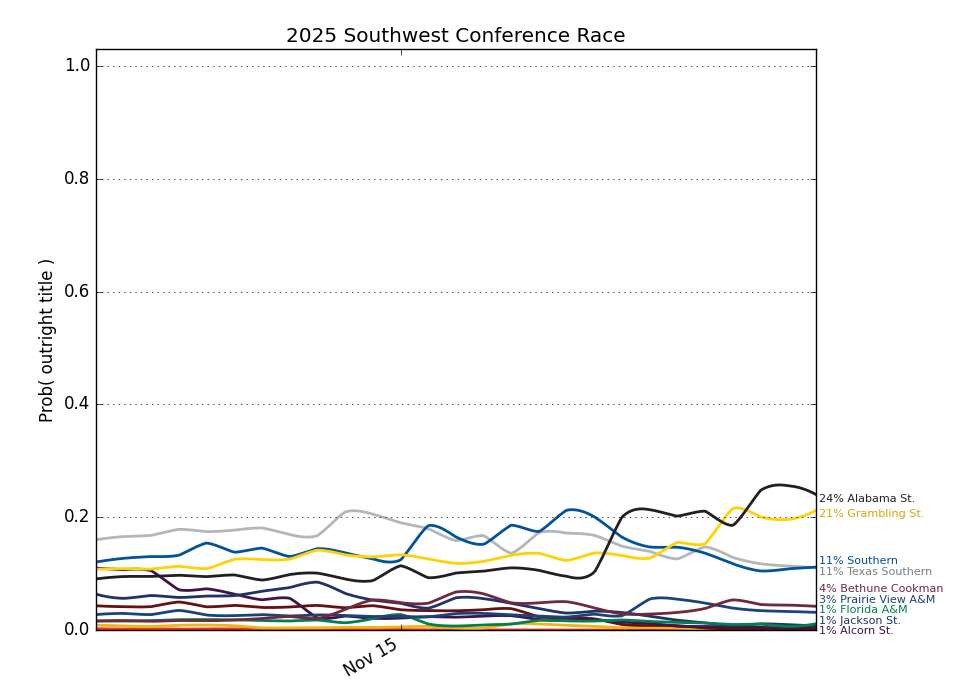 2025 Southwest Conference Race
1.0
0.8
0.6
0.4
0.2
0.0
Prob( outright title )
Nov 15
24% Alabama St.
21% Grambling St.
11% Southern
11% Texas Southern
4% Bethune Cookman
3% Prairie View A&M
1% Florida A&M
1% Jackson St.
1% Alcorn St.